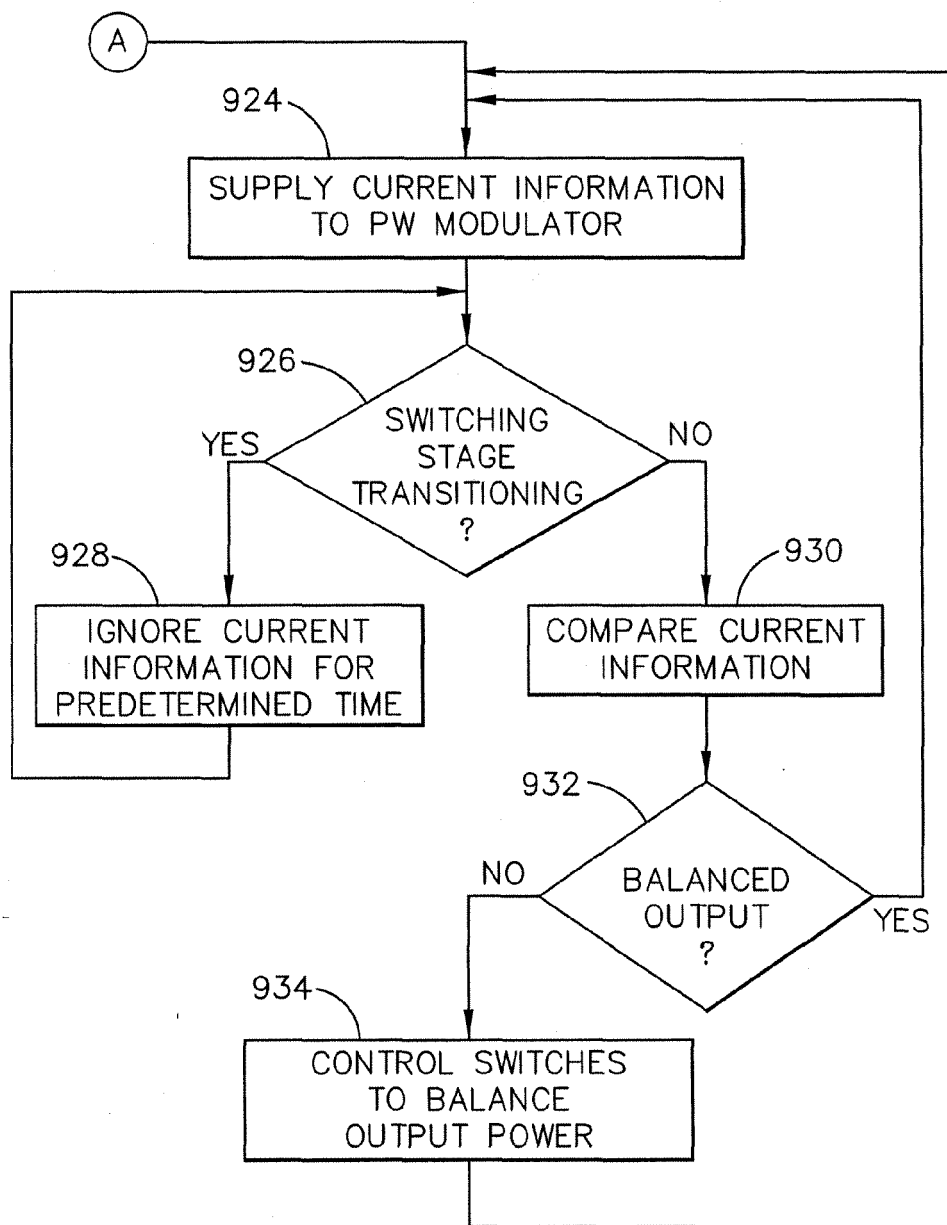 A
924
SUPPLY CURRENT INFORMATION
TO PW MODULATOR
926
SWITCHING
STAGE
TRANSITIONING
?
YES
NO
928
IGNORE CURRENT
INFORMATION FOR
PREDETERMINED TIME
930
COMPARE CURRENT
INFORMATION
932
BALANCED
OUTPUT
?
NO
YES
934
CONTROL SWITCHES
TO BALANCE
OUTPUT POWER